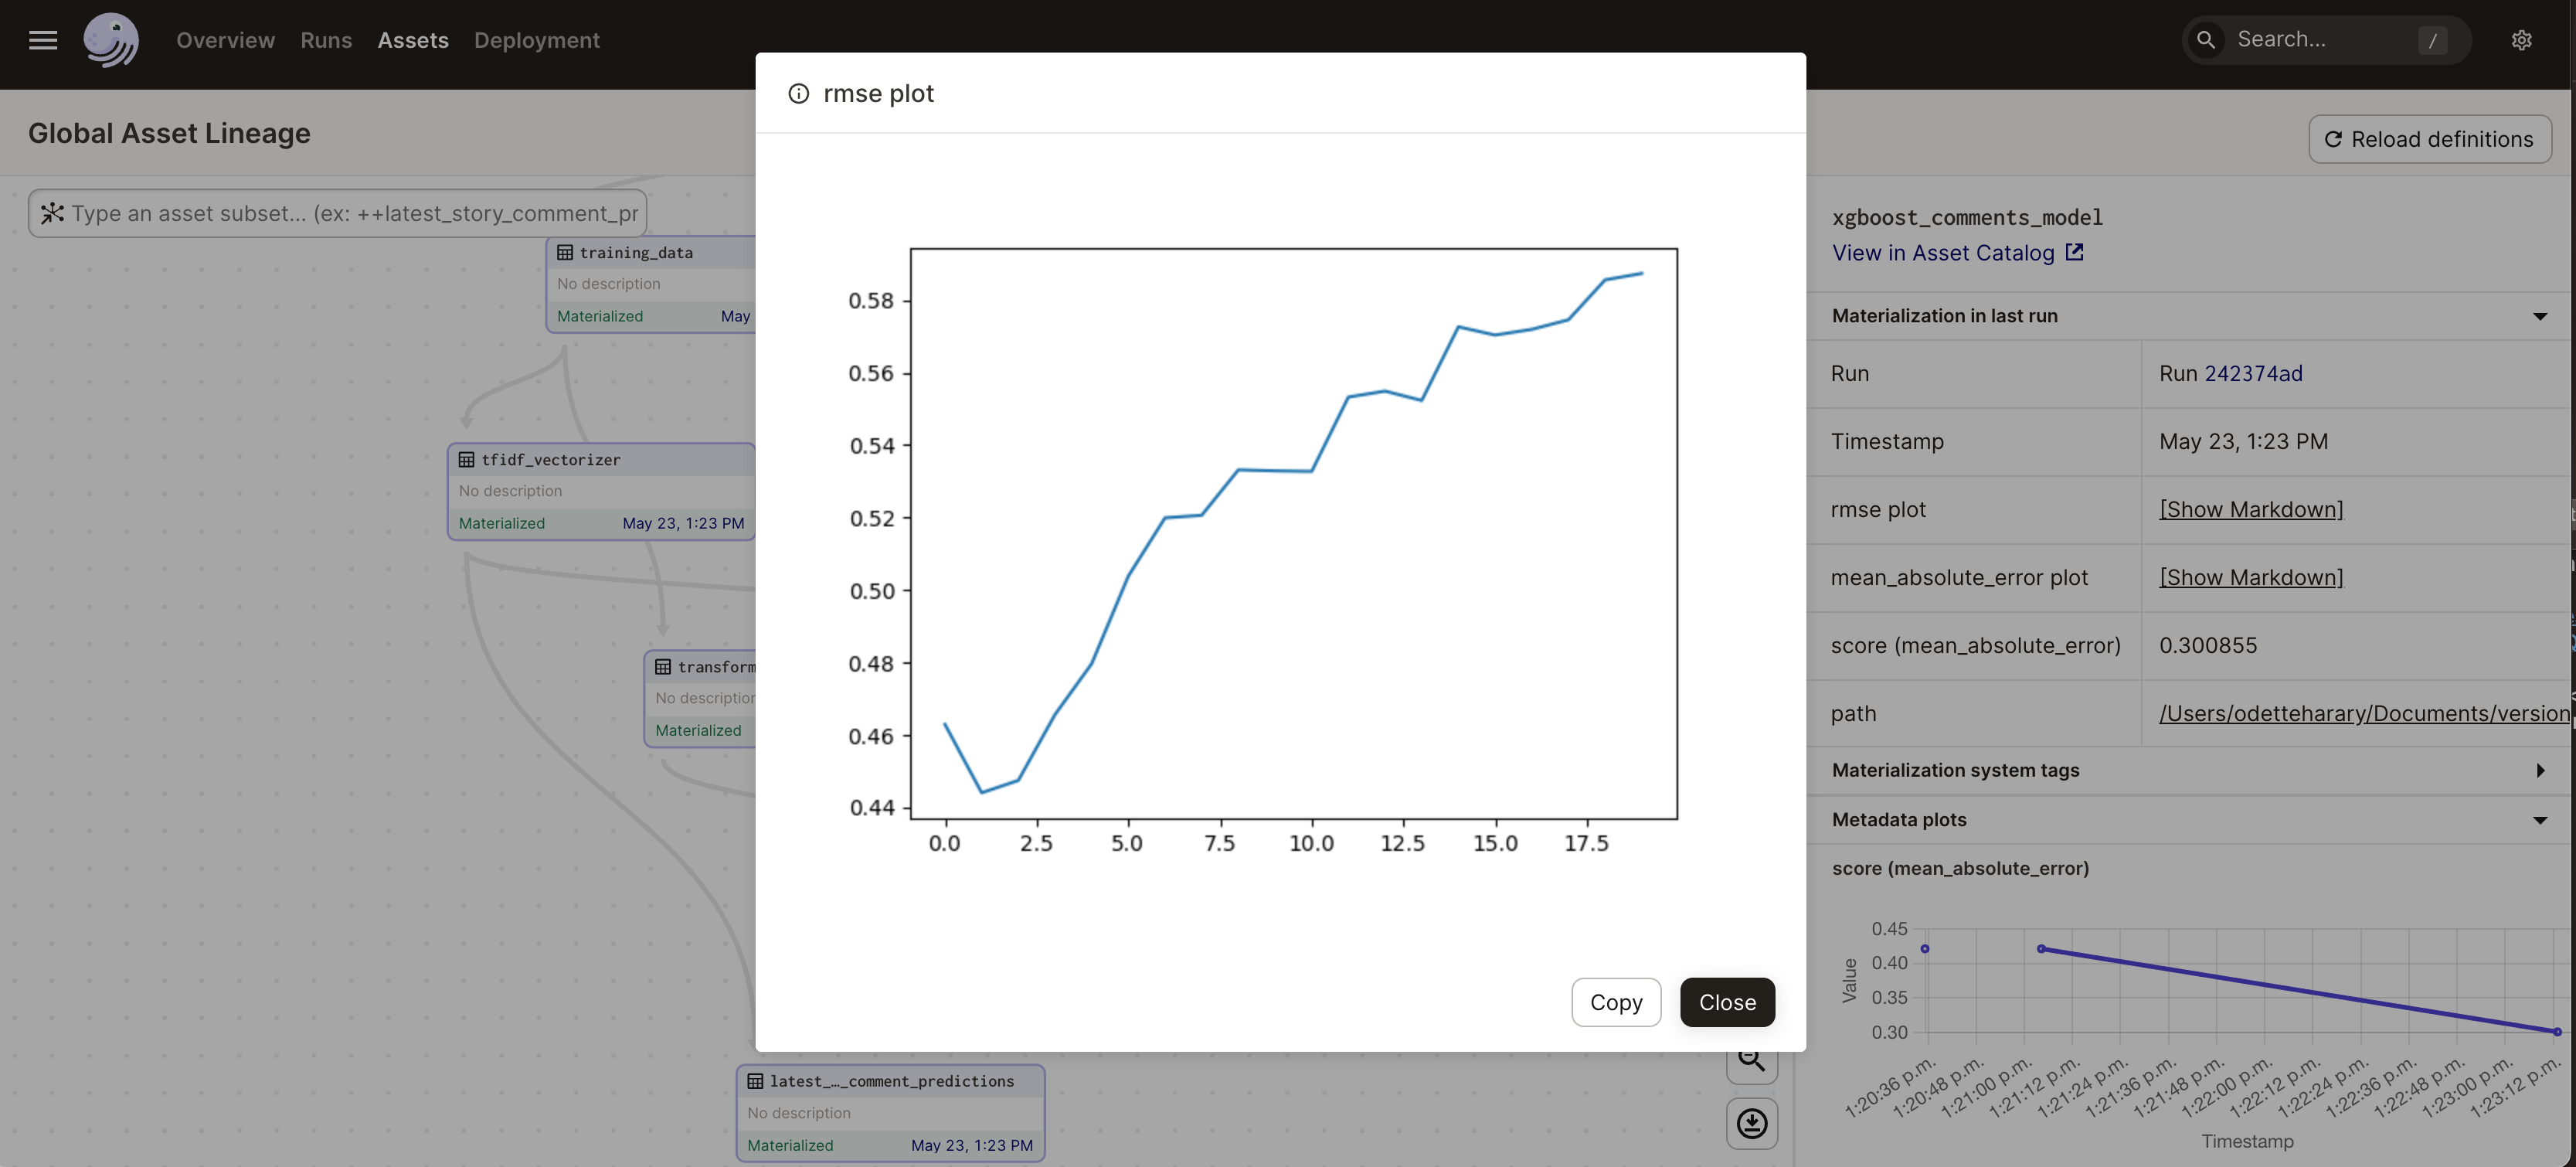 Overview Runs Assets Deployment
Search... /
Global Asset Lineage
Reload definitions
Type an asset subset... (ex: ++latest_story_comment_pr
training_data
No description
Materialized May
tfidf_vectorizer
No description
Materialized May 23, 1:23 PM
transform
No description
Materialized
latest_…_comment_predictions
No description
Materialized May 23, 1:23 PM
rmse plot
0.58
0.56
0.54
0.52
0.50
0.48
0.46
0.44
0.0 2.5 5.0 7.5 10.0 12.5 15.0 17.5
Copy Close
xgboost_comments_model
View in Asset Catalog
Materialization in last run
Run Run 242374ad
Timestamp May 23, 1:23 PM
rmse plot [Show Markdown]
mean_absolute_error plot [Show Markdown]
score (mean_absolute_error) 0.300855
path /Users/odetteharary/Documents/version
Materialization system tags
Metadata plots
score (mean_absolute_error)
Value
0.45
0.40
0.35
0.30
1:20:36 p.m. 1:20:48 p.m. 1:21:00 p.m. 1:21:12 p.m. 1:21:24 p.m. 1:21:36 p.m. 1:21:48 p.m. 1:22:00 p.m. 1:22:12 p.m. 1:22:24 p.m. 1:22:36 p.m. 1:22:48 p.m. 1:23:00 p.m. 1:23:12 p.m.
Timestamp